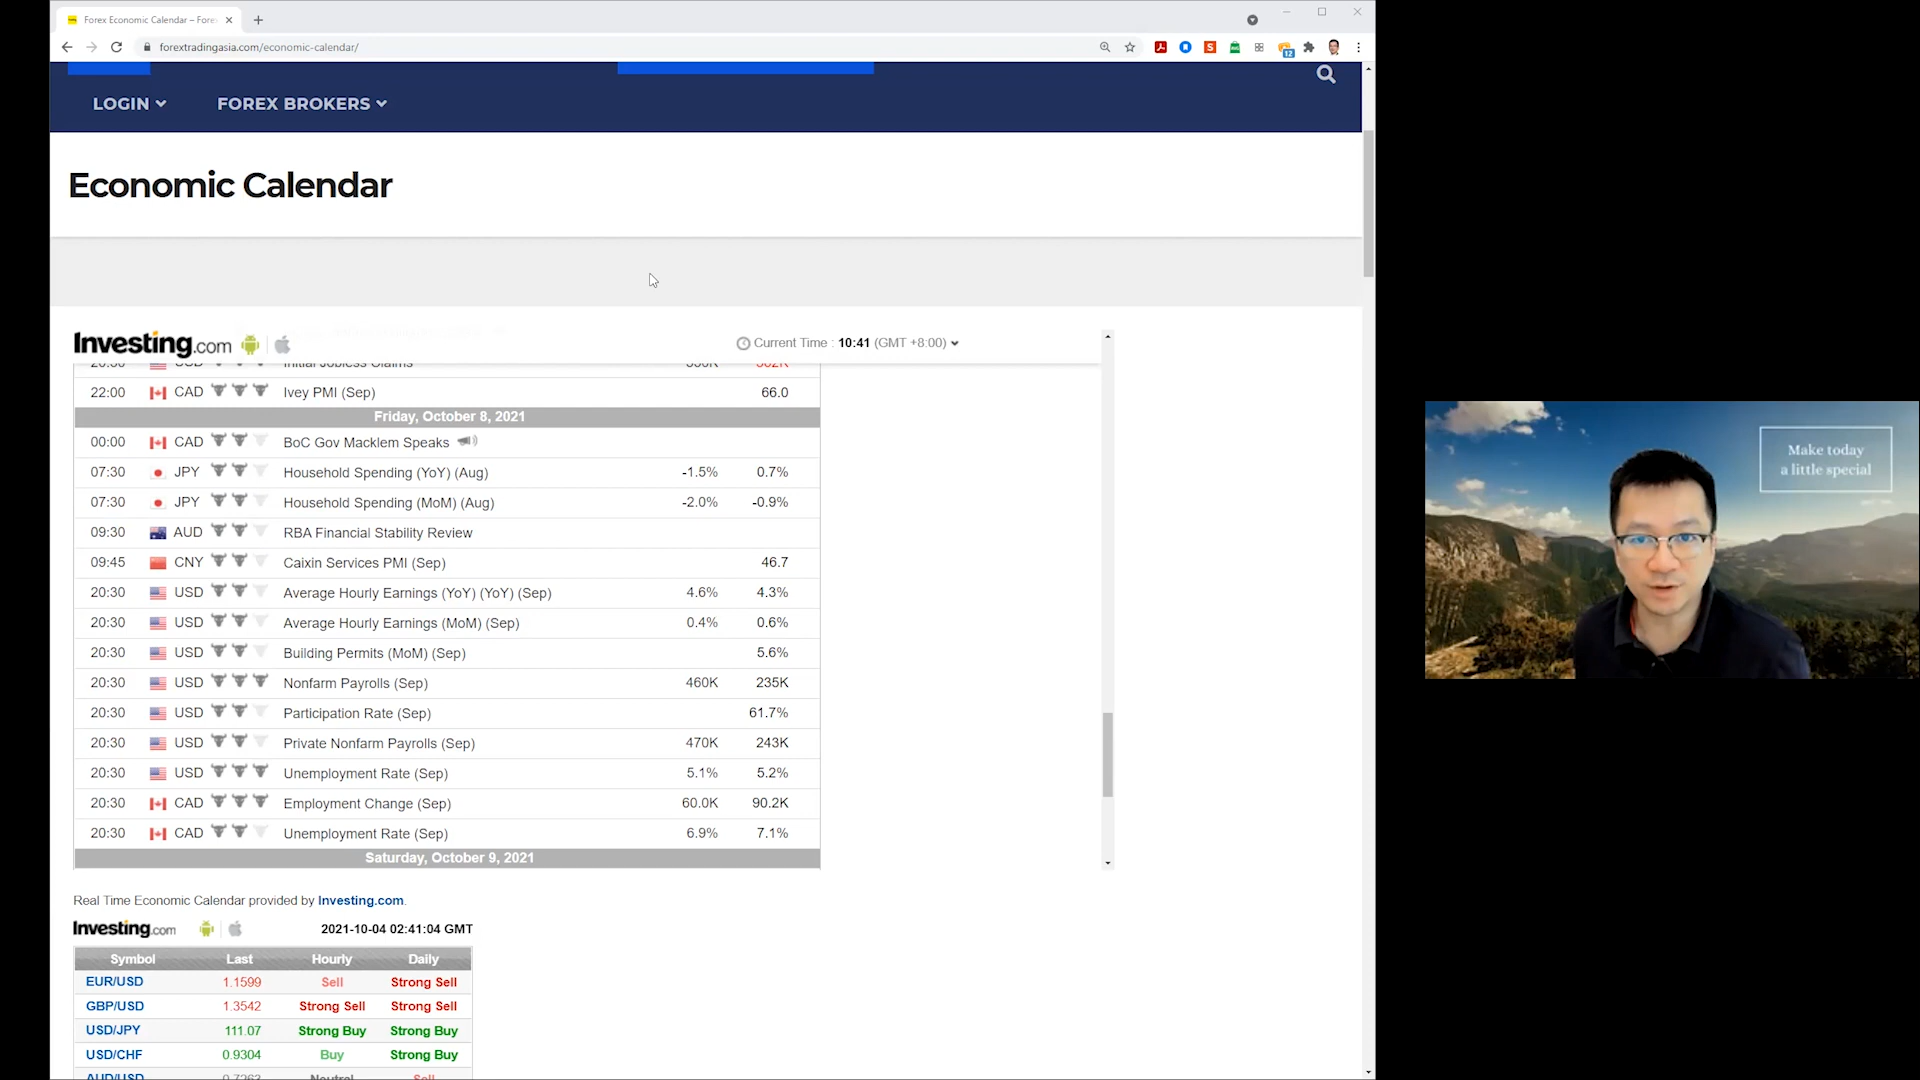 Forex Economic Calendar – Fore
forextradingasia.com/economic-calendar/
12
LOGIN
FOREX BROKERS
Economic Calendar
Investing.com
Current Time : 10:41 (GMT +8:00)
Initial Jobless Claims
22:00 CAD Ivey PMI (Sep) 66.0
Friday, October 8, 2021
00:00 CAD BoC Gov Macklem Speaks
07:30 JPY Household Spending (YoY) (Aug) -1.5% 0.7%
07:30 JPY Household Spending (MoM) (Aug) -2.0% -0.9%
09:30 AUD RBA Financial Stability Review
09:45 CNY Caixin Services PMI (Sep) 46.7
20:30 USD Average Hourly Earnings (YoY) (YoY) (Sep) 4.6% 4.3%
20:30 USD Average Hourly Earnings (MoM) (Sep) 0.4% 0.6%
20:30 USD Building Permits (MoM) (Sep) 5.6%
20:30 USD Nonfarm Payrolls (Sep) 460K 235K
20:30 USD Participation Rate (Sep) 61.7%
20:30 USD Private Nonfarm Payrolls (Sep) 470K 243K
20:30 USD Unemployment Rate (Sep) 5.1% 5.2%
20:30 CAD Employment Change (Sep) 60.0K 90.2K
20:30 CAD Unemployment Rate (Sep) 6.9% 7.1%
Saturday, October 9, 2021
Real Time Economic Calendar provided by Investing.com.
Investing.com 2021-10-04 02:41:04 GMT
Symbol Last Hourly Daily
EUR/USD 1.1599 Sell Strong Sell
GBP/USD 1.3542 Strong Sell Strong Sell
USD/JPY 111.07 Strong Buy Strong Buy
USD/CHF 0.9304 Buy Strong Buy
AUD/USD Neutral Sell
Make today
a little special